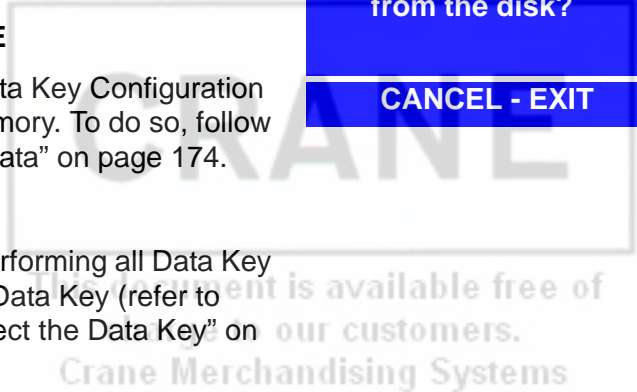 from the disk?
CANCEL - EXIT
E
ta Key Configuration
mory. To do so, follow
ata” on page 174.
rforming all Data Key
Data Key (refer to
ect the Data Key” on
CRANE
This document is available free of
charge to our customers.
Crane Merchandising Systems